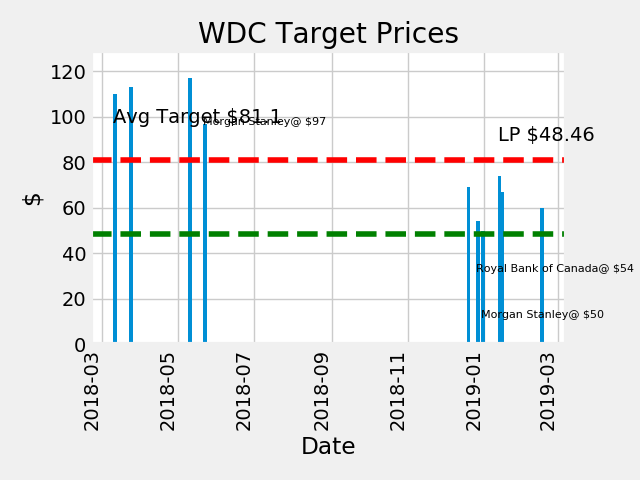 WDC Target Prices
120
100
80
60
40
20
0
$
Avg Target $81.1
Morgan Stanley@ $97
LP $48.46
Royal Bank of Canada@ $54
Morgan Stanley@ $50
2018-03
2018-05
2018-07
2018-09
2018-11
2019-01
2019-03
Date